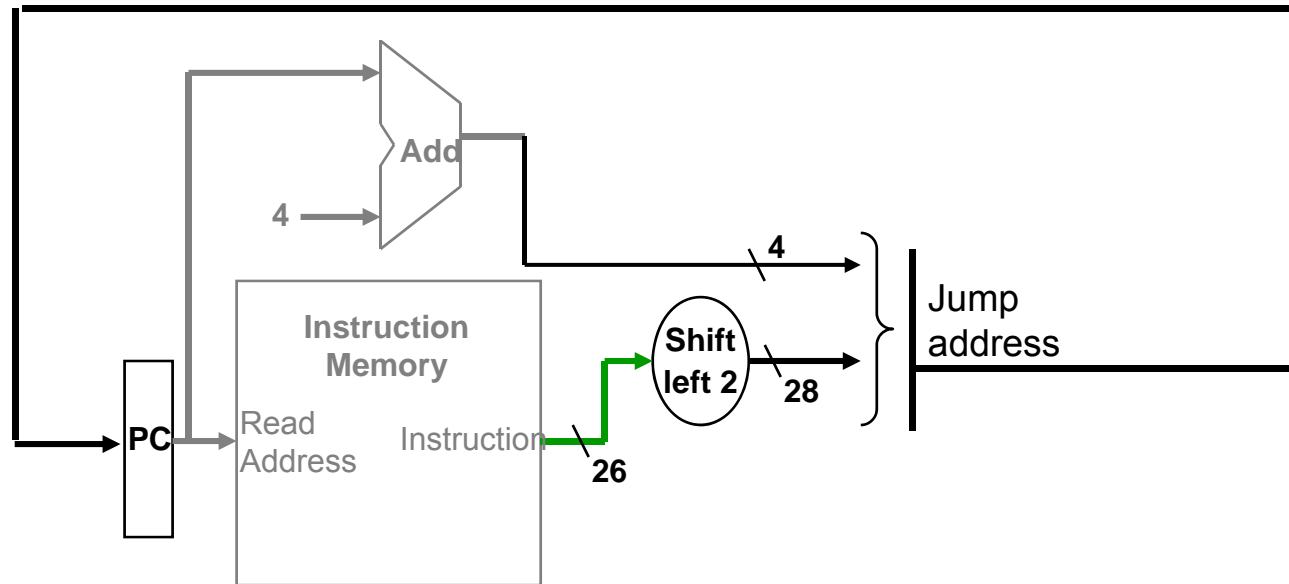 Add
4
4
Jump
address
Instruction
Memory
Shift
left 2
28
PC
Read
Address
Instruction
26